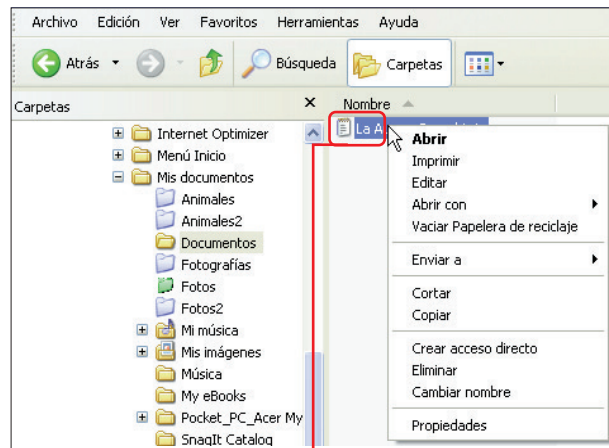 Archivo Edición Ver Favoritos Herramientas Ayuda
Atrás Búsqueda Carpetas
Carpetas
Internet Optimizer
Menú Inicio
Mis documentos
Animales
Animales2
Documentos
Fotografías
Fotos
Fotos2
Mi música
Mis imágenes
Música
My eBooks
Pocket_PC_Acer My
SnagIt Catalog
Nombre
La A
Abrir
Imprimir
Editar
Abrir con
Vaciar Papelera de reciclaje
Enviar a
Cortar
Copiar
Crear acceso directo
Eliminar
Cambiar nombre
Propiedades